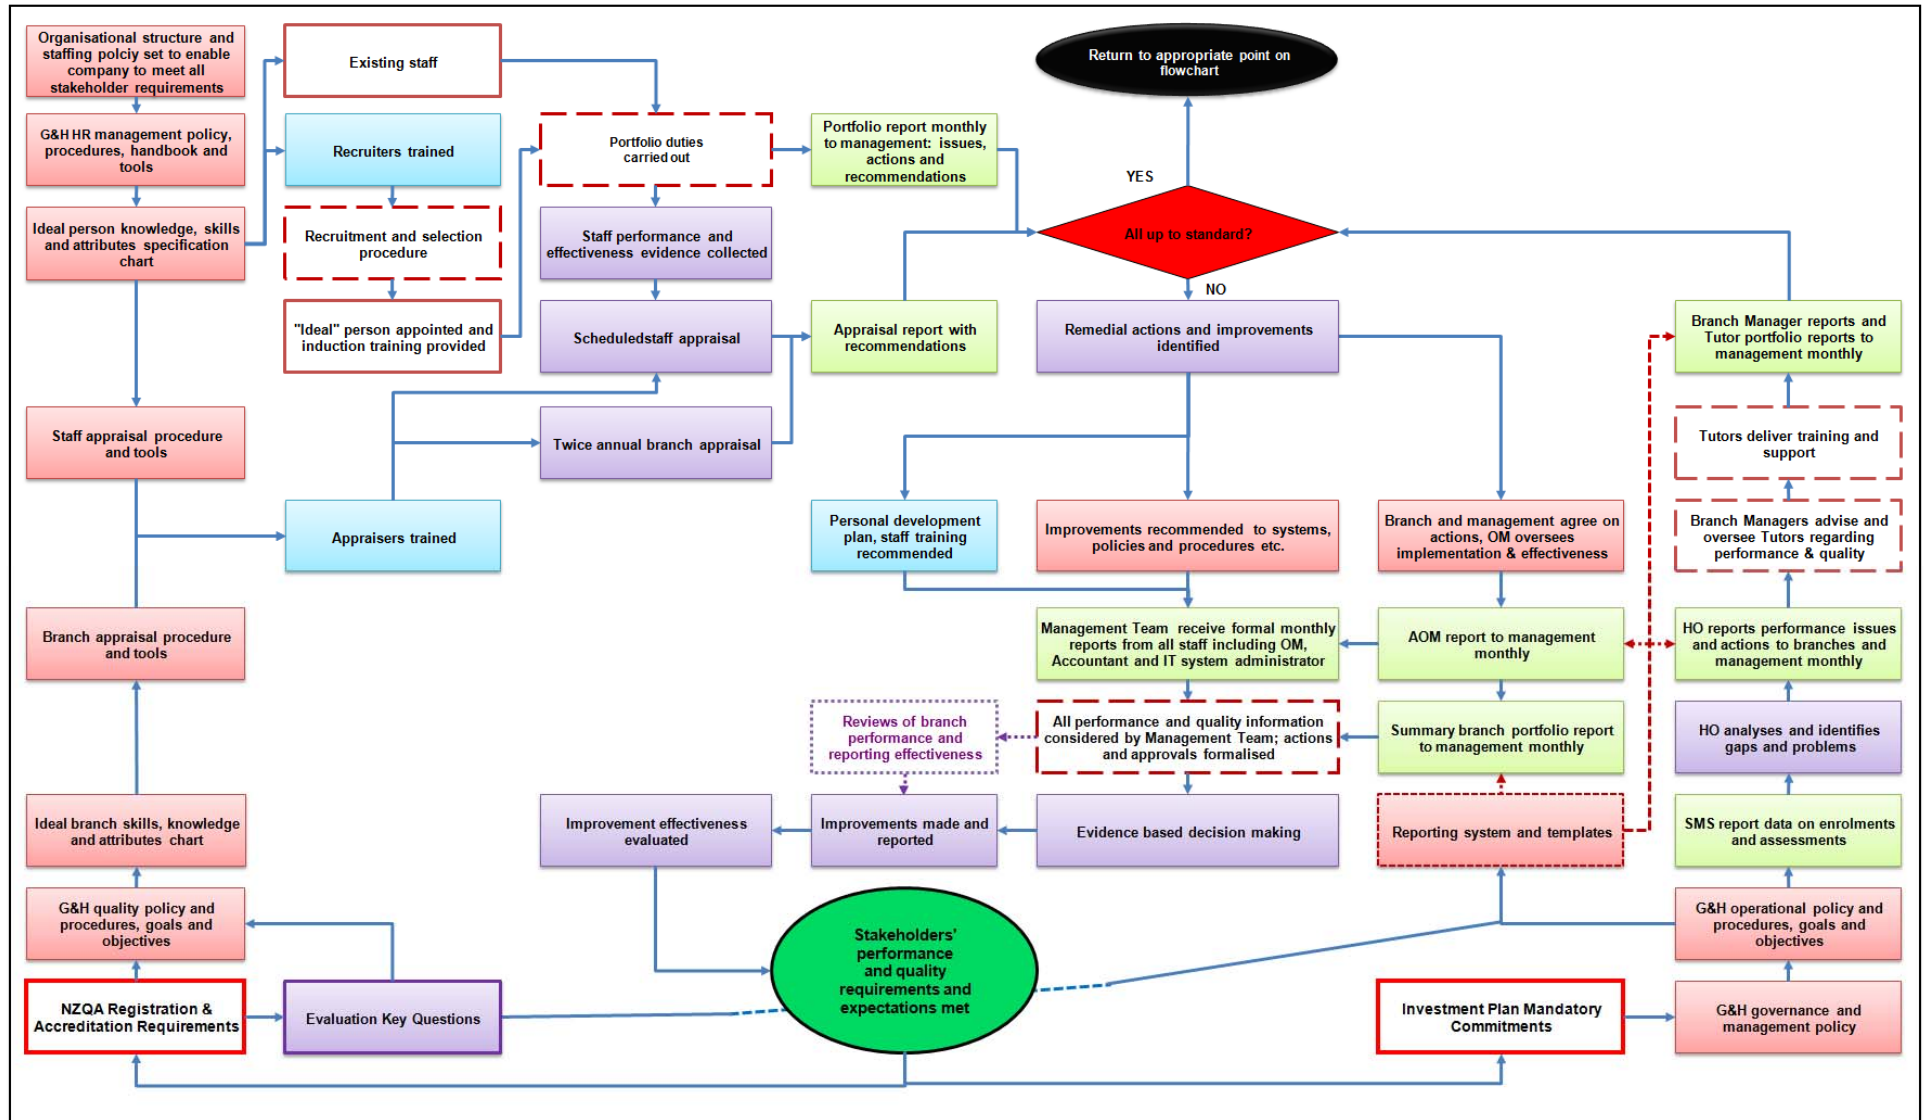 Organisational structure and
staffing polciy set to enable
company to meet all
stakeholder requirements
G&H HR management policy,
procedures, handbook and
tools
Ideal person knowledge, skills
and attributes specification
chart
Staff appraisal procedure
and tools
Branch appraisal procedure
and tools
Ideal branch skills, knowledge
and attributes chart
G&H quality policy and
procedures, goals and
objectives
NZQA Registration &
Accreditation Requirements
Existing staff
Recruiters trained
Recruitment and selection
procedure
"Ideal" person appointed and
induction training provided
Appraisers trained
Evaluation Key Questions
Portfolio duties
carried out
Staff performance and
effectiveness evidence collected
Scheduledstaff appraisal
Twice annual branch appraisal
Improvement effectiveness
evaluated
Portfolio report monthly
to management: issues,
actions and
recommendations
Appraisal report with
recommendations
Personal development
plan, staff training
recommended
Reviews of branch
performance and
reporting effectiveness
Improvements made and
reported
Stakeholders'
performance
and quality
requirements and
expectations met
Return to appropriate point on
flowchart
YES
All up to standard?
NO
Remedial actions and improvements
identified
Improvements recommended to systems,
policies and procedures etc.
Management Team receive formal monthly
reports from all staff including OM,
Accountant and IT system administrator
All performance and quality information
considered by Management Team; actions
and approvals formalised
Evidence based decision making
Branch and management agree on
actions, OM oversees
implementation & effectiveness
AOM report to management
monthly
Summary branch portfolio report
to management monthly
Reporting system and templates
Investment Plan Mandatory
Commitments
Branch Manager reports and
Tutor portfolio reports to
management monthly
Tutors deliver training and
support
Branch Managers advise and
oversee Tutors regarding
performance & quality
HO reports performance issues
and actions to branches and
management monthly
HO analyses and identifies
gaps and problems
SMS report data on enrolments
and assessments
G&H operational policy and
procedures, goals and
objectives
G&H governance and
management policy